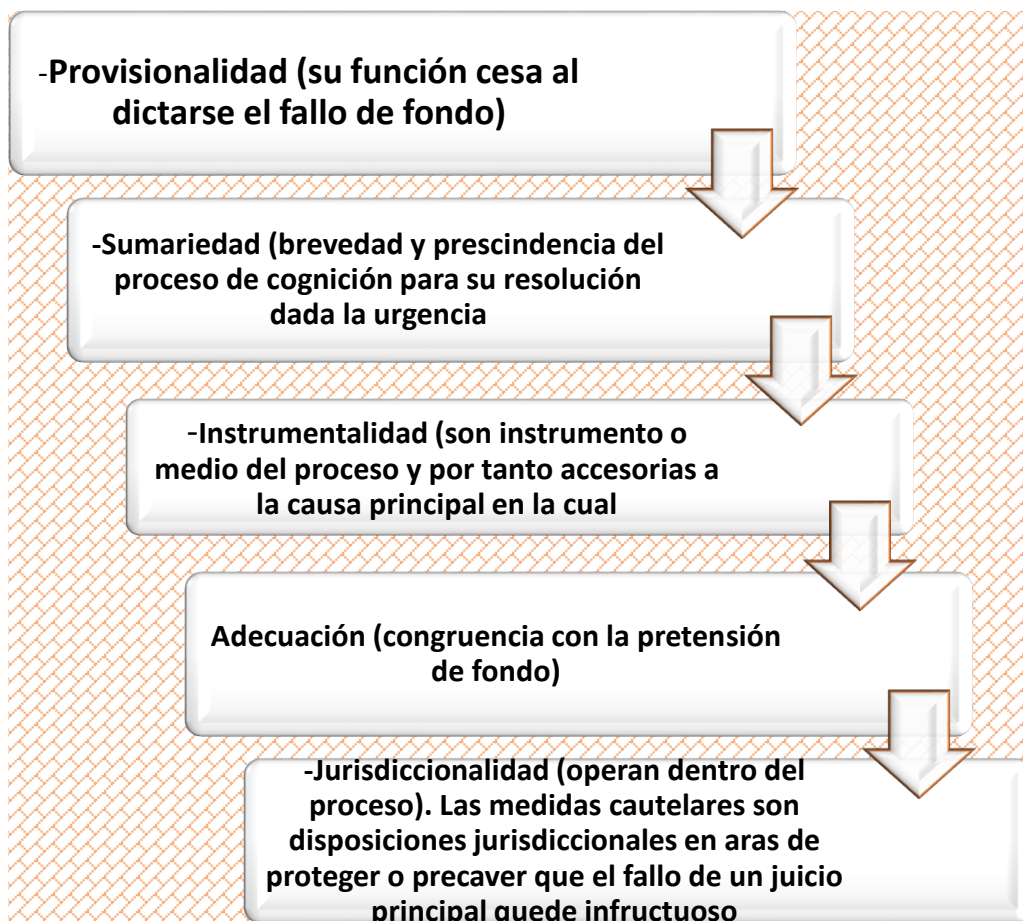 -Provisionalidad (su función cesa al
dictarse el fallo de fondo)
-Sumariedad (brevedad y prescindencia del
proceso de cognición para su resolución
dada la urgencia
-Instrumentalidad (son instrumento o
medio del proceso y por tanto accesorias a
la causa principal en la cual
Adecuación (congruencia con la pretensión
de fondo)
-Jurisdiccionalidad (operan dentro del
proceso). Las medidas cautelares son
disposiciones jurisdiccionales en aras de
proteger o precaver que el fallo de un juicio
principal quede infructuoso